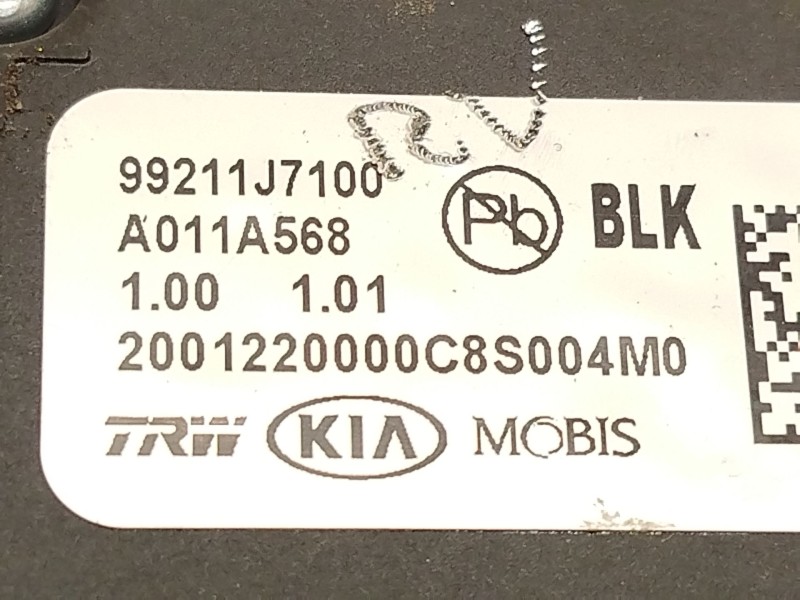 99211J7100
A011A568
Pb
BLK
1.00 1.01
2001220000C8S004M0
TRW KIA MOBIS